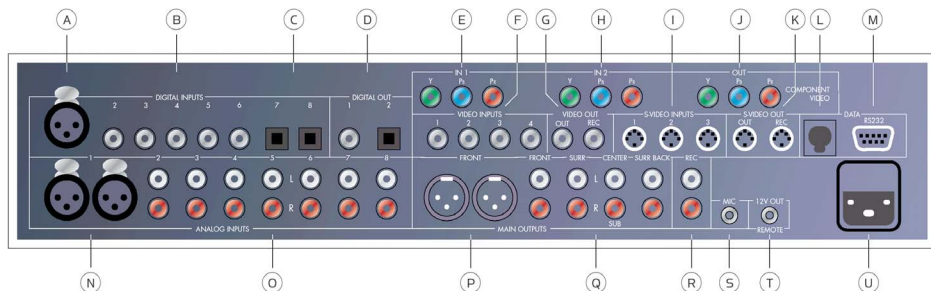 A B C D E F G H I J K L M
IN 1 IN 2 OUT
DIGITAL INPUTS DIGITAL OUT Y PB PR Y PB PR Y PB PR COMPONENT VIDEO
2 3 4 5 6 7 8 1 2
VIDEO INPUTS VIDEO OUT S-VIDEO INPUTS S-VIDEO OUT DATA
1 2 3 4 OUT REC 1 2 3 OUT REC RS232
1 2 3 4 5 6 7 8 FRONT FRONT SURR CENTER SURR BACK REC
L L
R R SUB MIC 12V OUT
ANALOG INPUTS MAIN OUTPUTS REMOTE
N O P Q R S T U